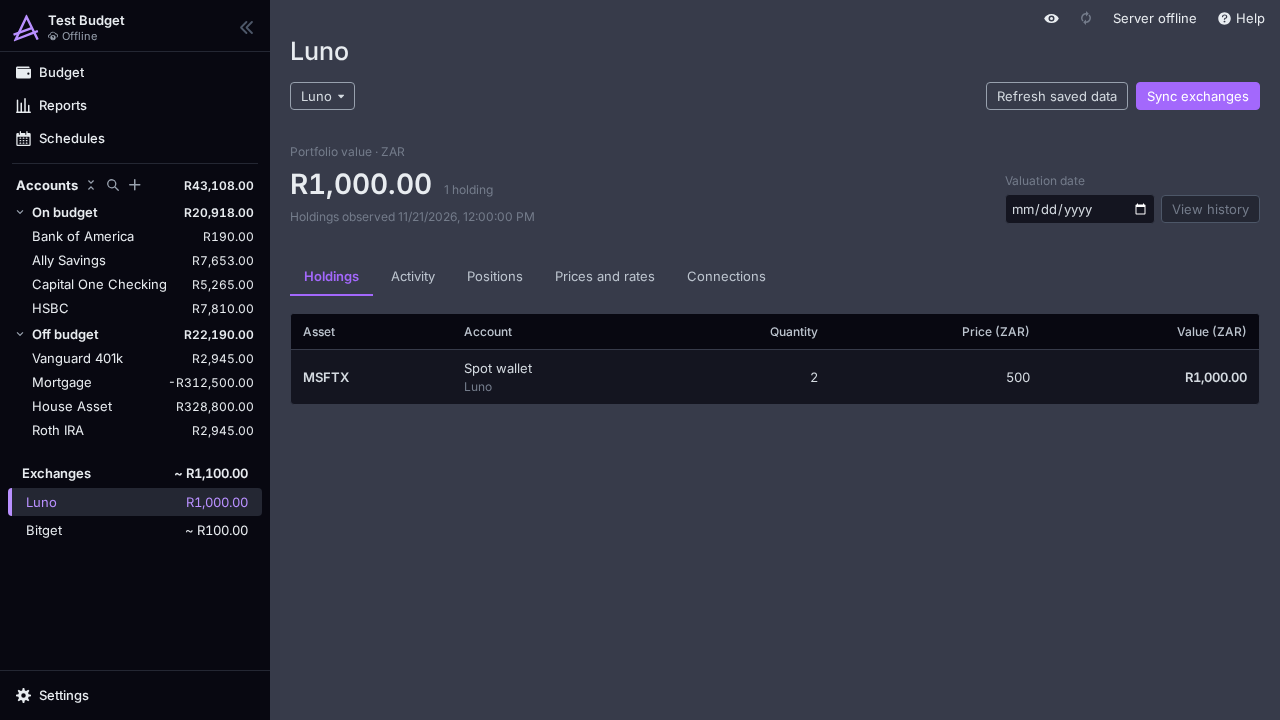 Test Budget
Offline
Budget
Reports
Schedules
Accounts R43,108.00
On budget R20,918.00
Bank of America R190.00
Ally Savings R7,653.00
Capital One Checking R5,265.00
HSBC R7,810.00
Off budget R22,190.00
Vanguard 401k R2,945.00
Mortgage -R312,500.00
House Asset R328,800.00
Roth IRA R2,945.00
Exchanges ~ R1,100.00
Luno R1,000.00
Bitget ~ R100.00
Settings
Server offline Help
Luno
Luno Refresh saved data Sync exchanges
Portfolio value · ZAR
R1,000.00 1 holding
Holdings observed 11/21/2026, 12:00:00 PM
Valuation date
mm/dd/yyyy View history
Holdings Activity Positions Prices and rates Connections
Asset Account Quantity Price (ZAR) Value (ZAR)
MSFTX Spot wallet 2 500 R1,000.00
Luno